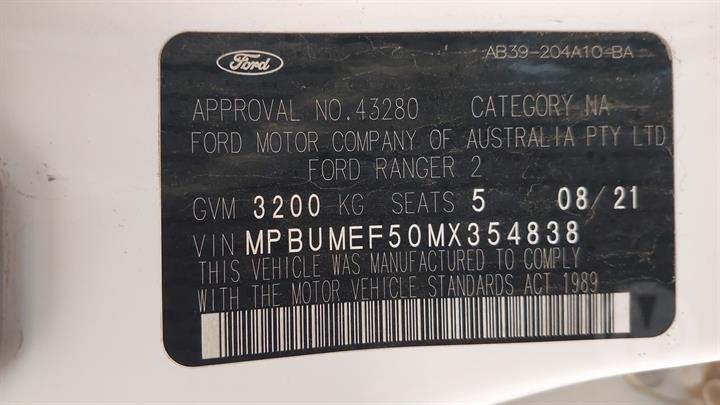 Ford
AB39-204A10-BA
APPROVAL NO.43280 CATEGORY NA
FORD MOTOR COMPANY OF AUSTRALIA PTY LTD
FORD RANGER 2
GVM 3200 KG SEATS 5 08/21
VIN MPBUMEF50MX354838
THIS VEHICLE WAS MANUFACTURED TO COMPLY
WITH THE MOTOR VEHICLE STANDARDS ACT 1989